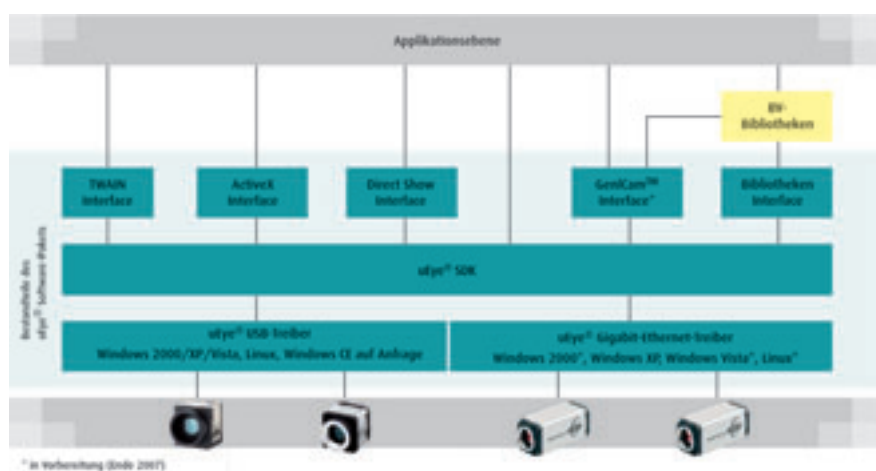 Applikationsebene
BV-
Bibliotheken
TWAIN
Interface
ActiveX
Interface
Direct Show
Interface
GenICam™
Interface*
Bibliotheken
Interface
Bestandteile des
uEye® Software-Pakets
uEye® SDK
uEye® USB-Treiber
Windows 2000/XP/Vista, Linux, Windows CE auf Anfrage
uEye® Gigabit-Ethernet-Treiber
Windows 2000*, Windows XP, Windows Vista*, Linux*
* in Vorbereitung (Ende 2007)